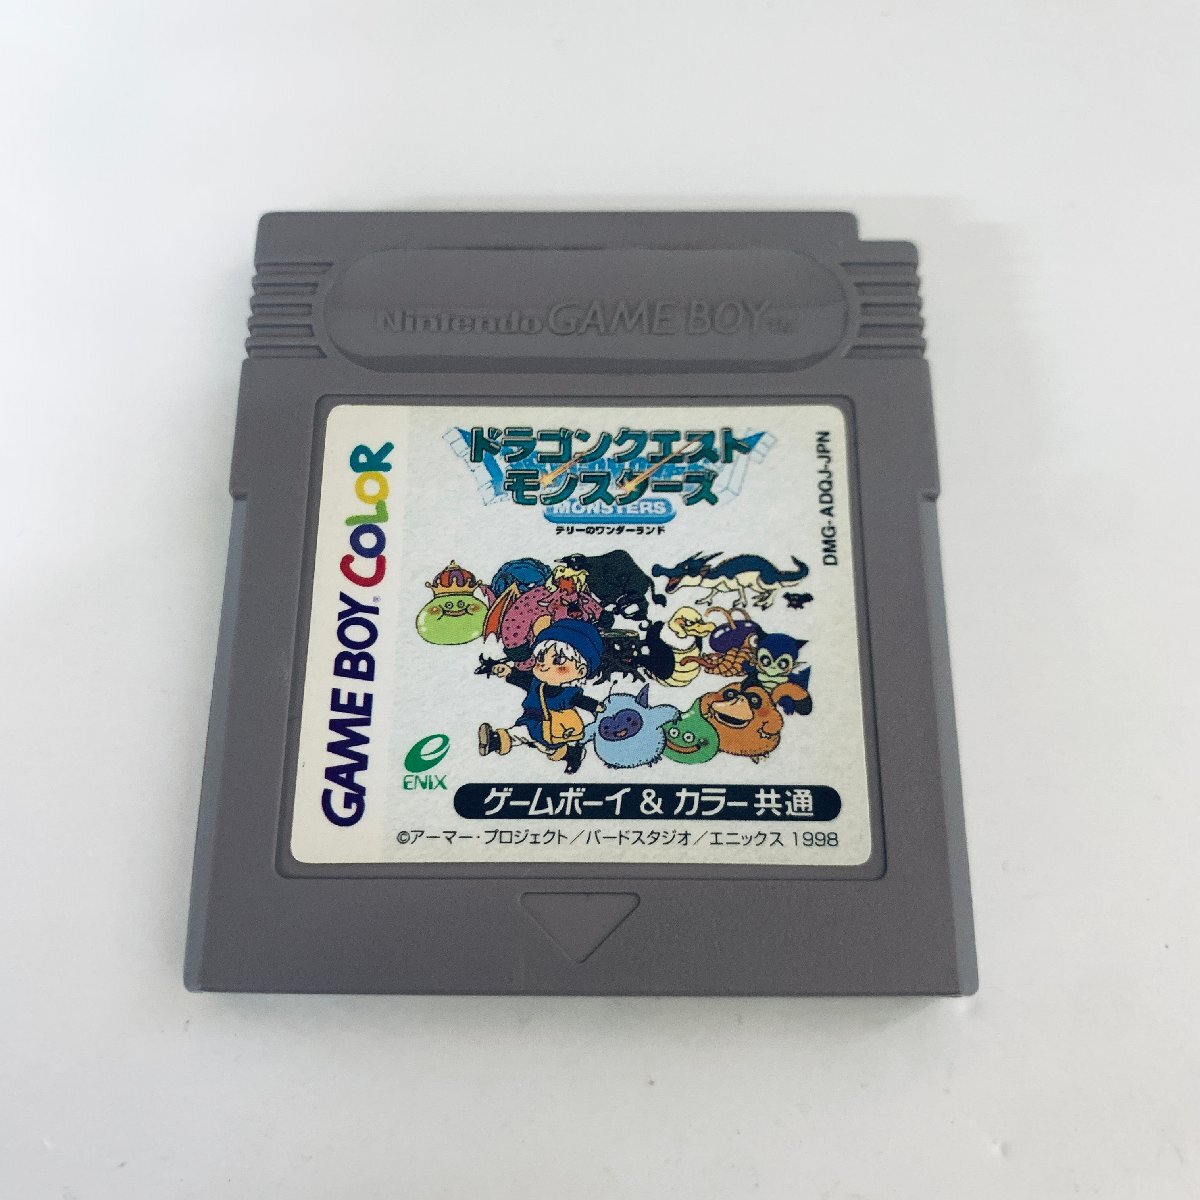 Nintendo GAME BOY TM
GAME BOY COLOR
ドラゴンクエスト
モンスターズ
MONSTERS
テリーのワンダーランド
DMG-ADQJ-JPN
ENIX
ゲームボーイ & カラー共通
©アーマー・プロジェクト/バードスタジオ/エニックス 1998